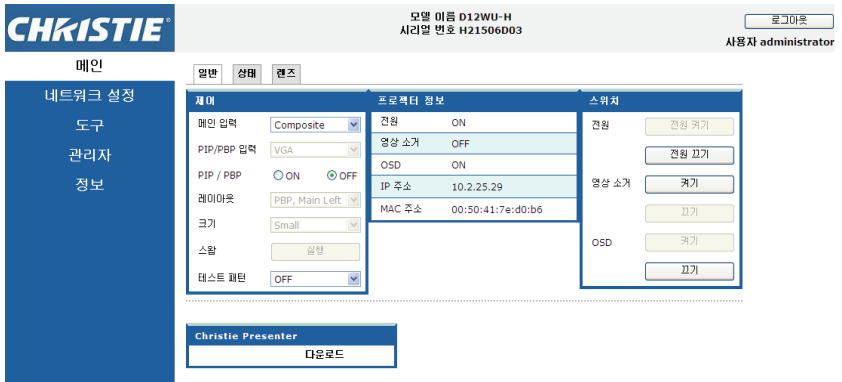 CHRISTIE®
모델 이름 D12WU-H
시리얼 번호 H21506D03
로그아웃
사용자 administrator
메인
네트워크 설정
도구
관리자
정보
일반 상태 렌즈
제어
메인 입력 Composite
PIP/PBP 입력 VGA
PIP / PBP ON OFF
레이아웃 PBP, Main Left
크기 Small
스왑 실행
테스트 패턴 OFF
프로젝터 정보
전원 ON
영상 소거 OFF
OSD ON
IP 주소 10.2.25.29
MAC 주소 00:50:41:7e:d0:b6
스위치
전원 전원 켜기
전원 끄기
영상 소거 켜기
끄기
OSD 켜기
끄기
Christie Presenter
다운로드